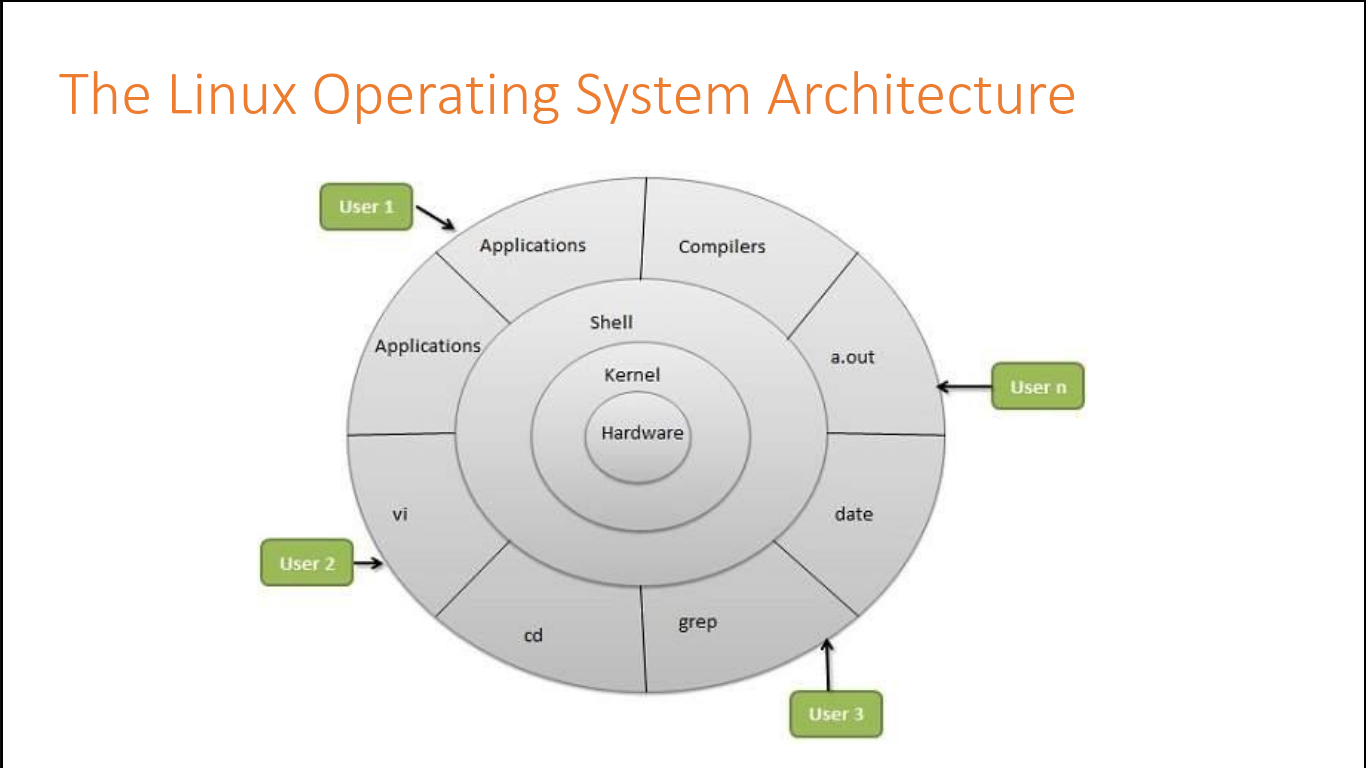 The Linux Operating System Architecture
User 1
Applications
Compilers
Shell
Applications
a.out
Kernel
User n
Hardware
vi
date
User 2
cd
grep
User 3